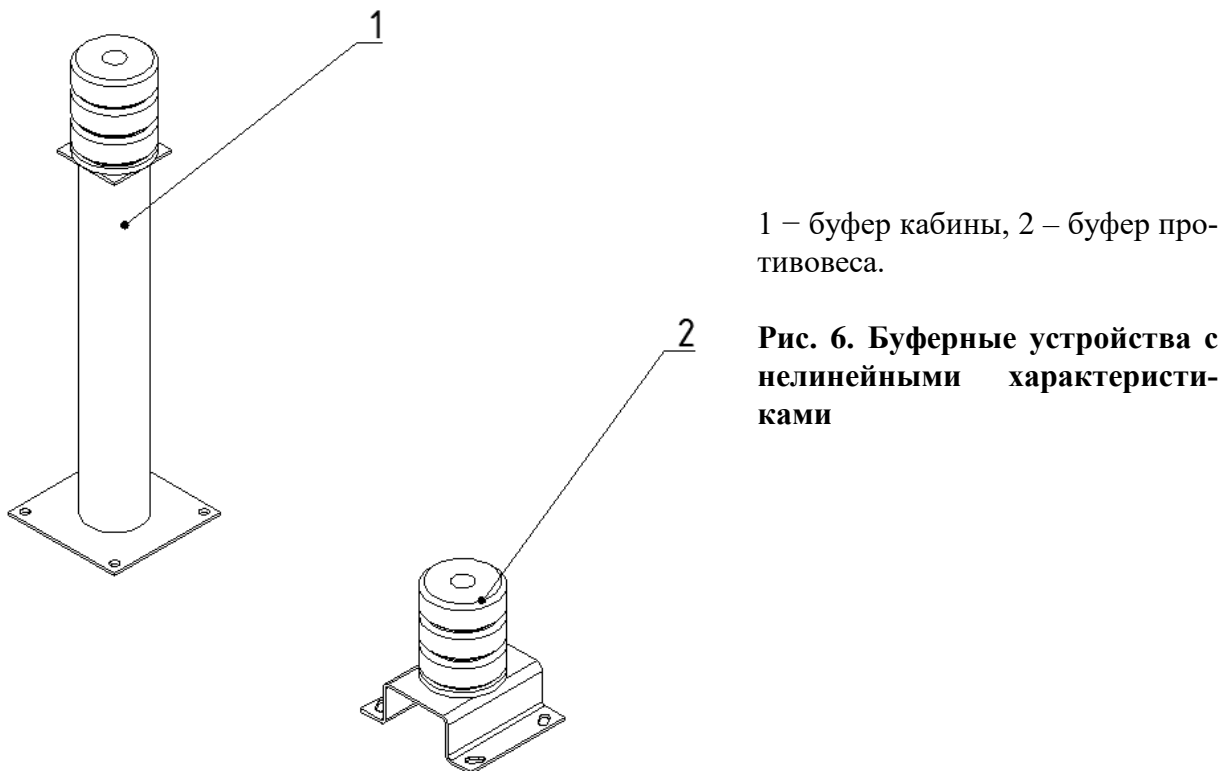 1
1 − буфер кабины, 2 – буфер про-
тивовеса.
2
Рис. 6. Буферные устройства с
нелинейными характеристи-
ками